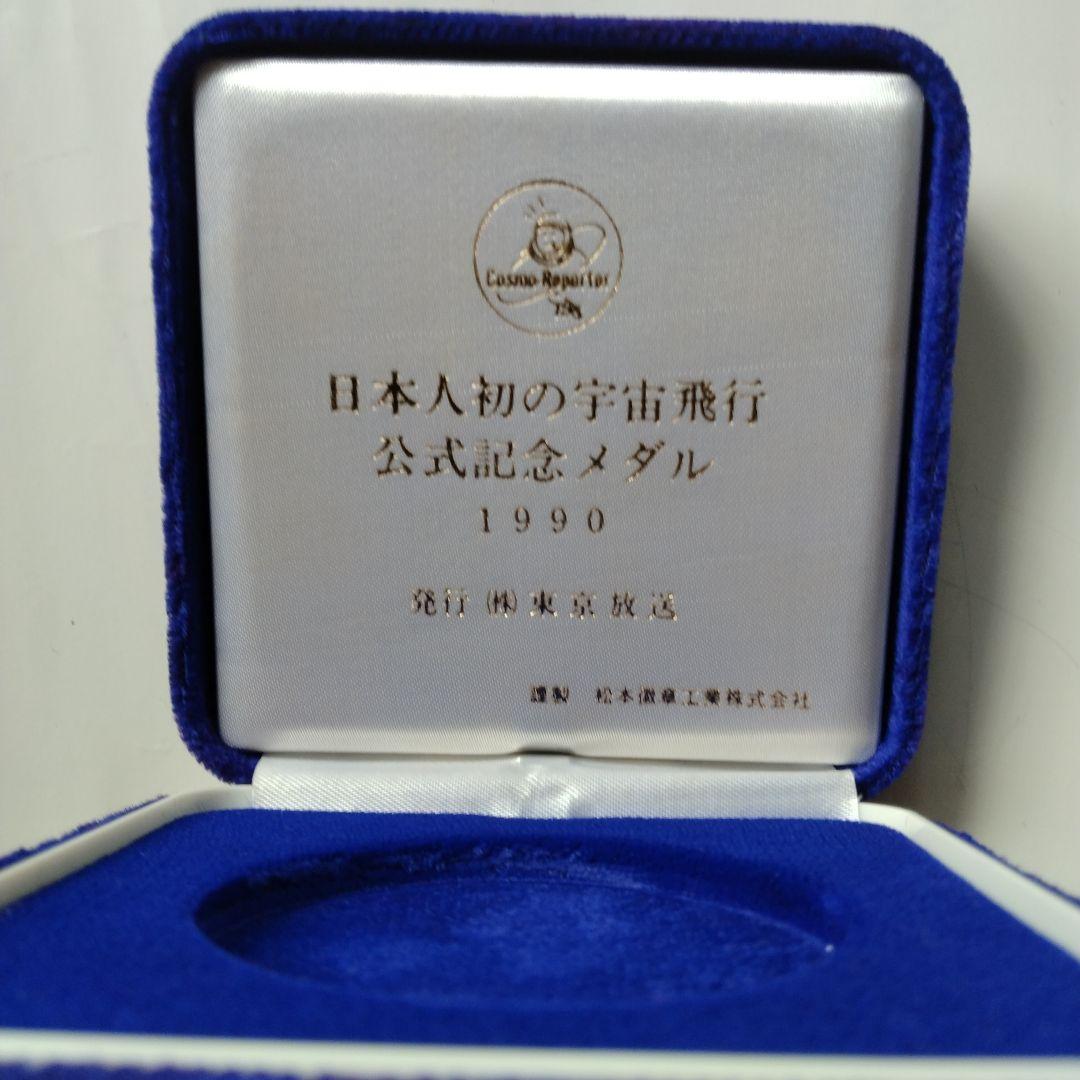 Cosmo Reporter
TBS
日本人初の宇宙飛行
公式記念メダル
1990
発行 ㈱東京放送
謹製 松本徽章工業株式会社